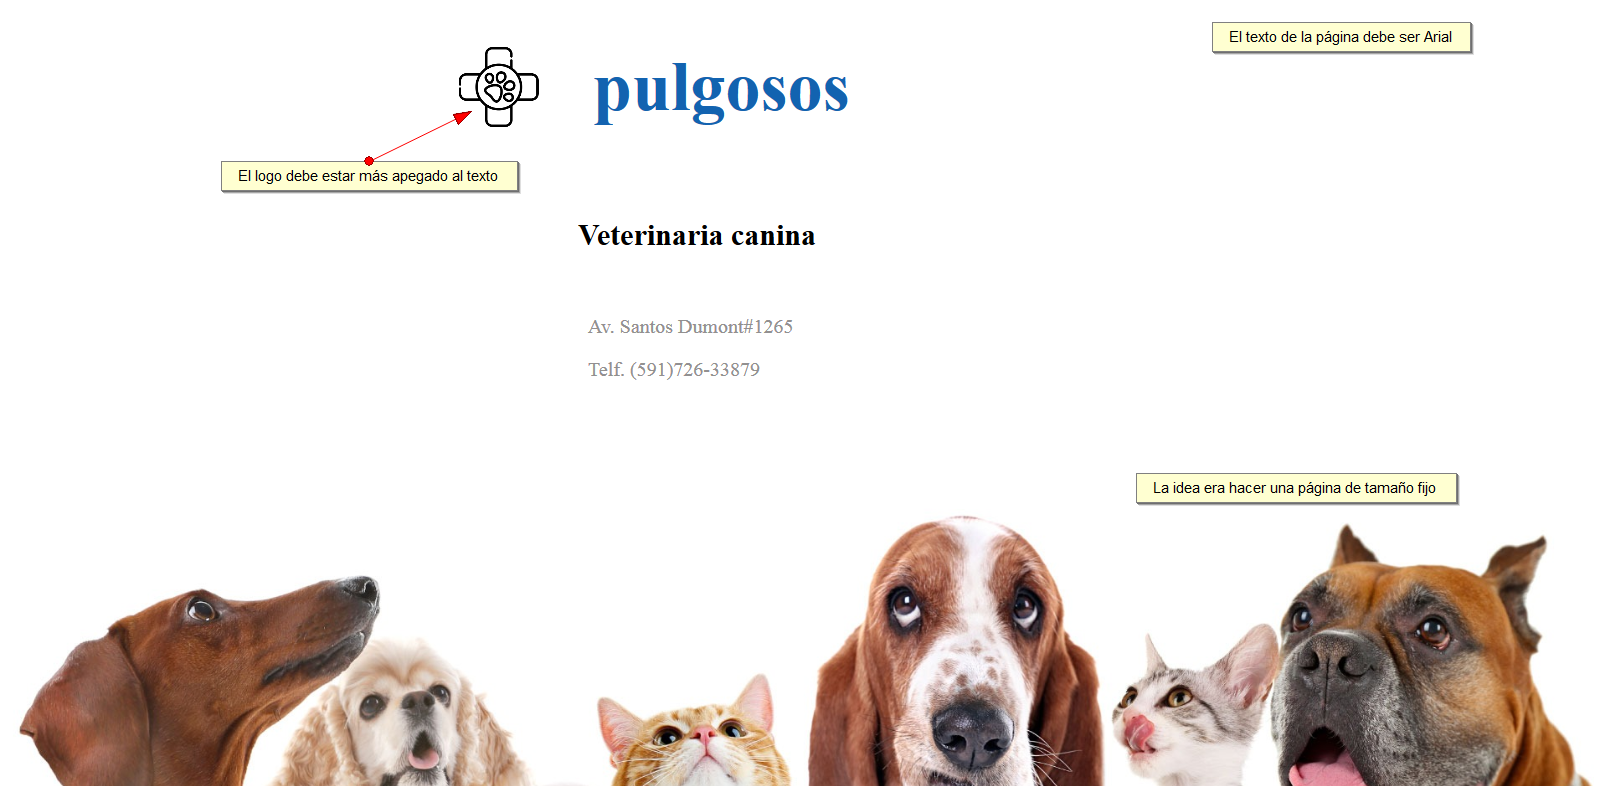 El texto de la página debe ser Arial
pulgosos
El logo debe estar más apegado al texto
Veterinaria canina
Av. Santos Dumont#1265
Telf. (591)726-33879
La idea era hacer una página de tamaño fijo